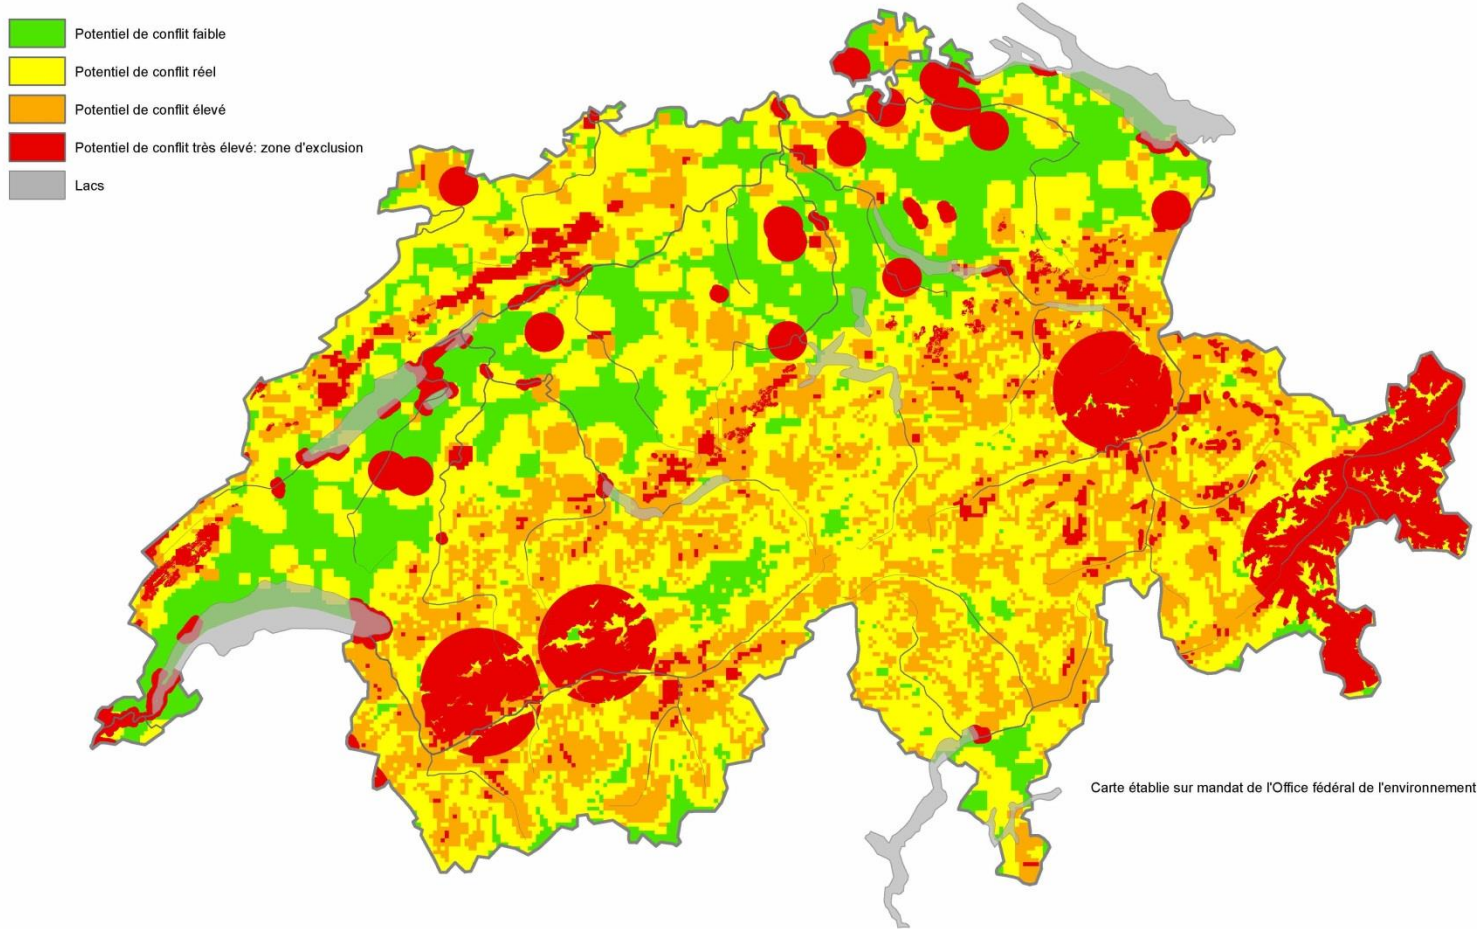 Potentiel de conflit faible
Potentiel de conflit réel
Potentiel de conflit élevé
Potentiel de conflit très élevé: zone d'exclusion
Lacs
Carte établie sur mandat de l'Office fédéral de l'environnement